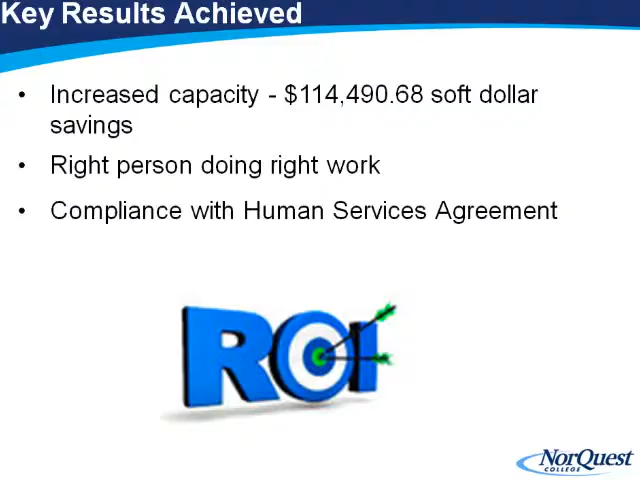 Key Results Achieved
• Increased capacity - $114,490.68 soft dollar
savings
• Right person doing right work
• Compliance with Human Services Agreement
ROI
NorQuest
COLLEGE